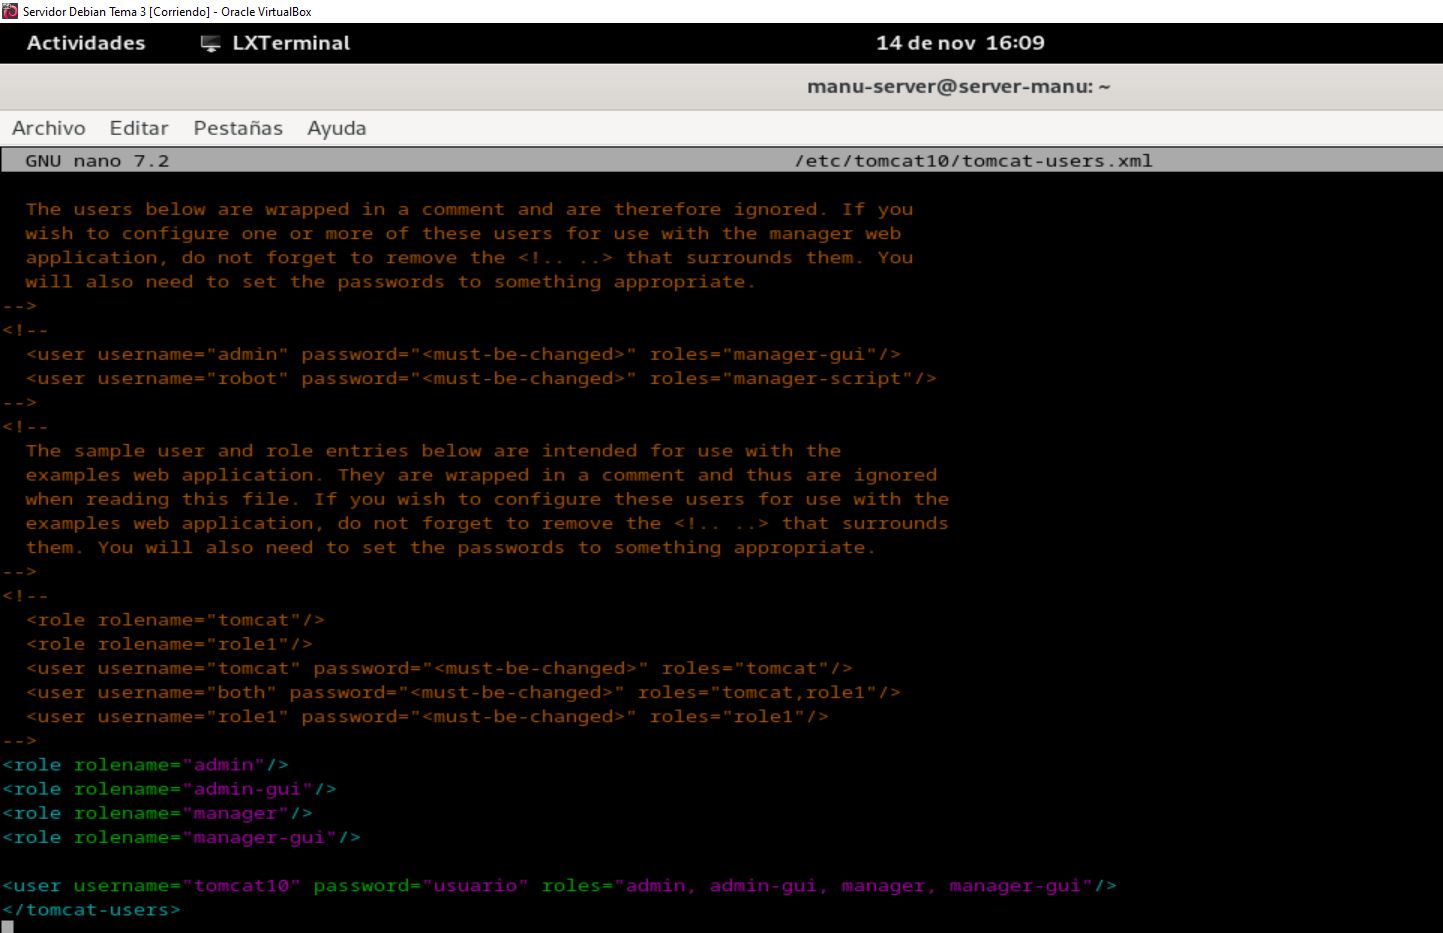 Servidor Debian Tema 3 [Corriendo] - Oracle VirtualBox
Actividades LXTerminal 14 de nov 16:09
manu-server@server-manu: ~
Archivo Editar Pestañas Ayuda
GNU nano 7.2 /etc/tomcat10/tomcat-users.xml
The users below are wrapped in a comment and are therefore ignored. If you
wish to configure one or more of these users for use with the manager web
application, do not forget to remove the <!.. ..> that surrounds them. You
will also need to set the passwords to something appropriate.
-->
<!--
<user username="admin" password="<must-be-changed>" roles="manager-gui"/>
<user username="robot" password="<must-be-changed>" roles="manager-script"/>
-->
<!--
The sample user and role entries below are intended for use with the
examples web application. They are wrapped in a comment and thus are ignored
when reading this file. If you wish to configure these users for use with the
examples web application, do not forget to remove the <!.. ..> that surrounds
them. You will also need to set the passwords to something appropriate.
-->
<!--
<role rolename="tomcat"/>
<role rolename="role1"/>
<user username="tomcat" password="<must-be-changed>" roles="tomcat"/>
<user username="both" password="<must-be-changed>" roles="tomcat,role1"/>
<user username="role1" password="<must-be-changed>" roles="role1"/>
-->
<role rolename="admin"/>
<role rolename="admin-gui"/>
<role rolename="manager"/>
<role rolename="manager-gui"/>
<user username="tomcat10" password="usuario" roles="admin, admin-gui, manager, manager-gui"/>
</tomcat-users>